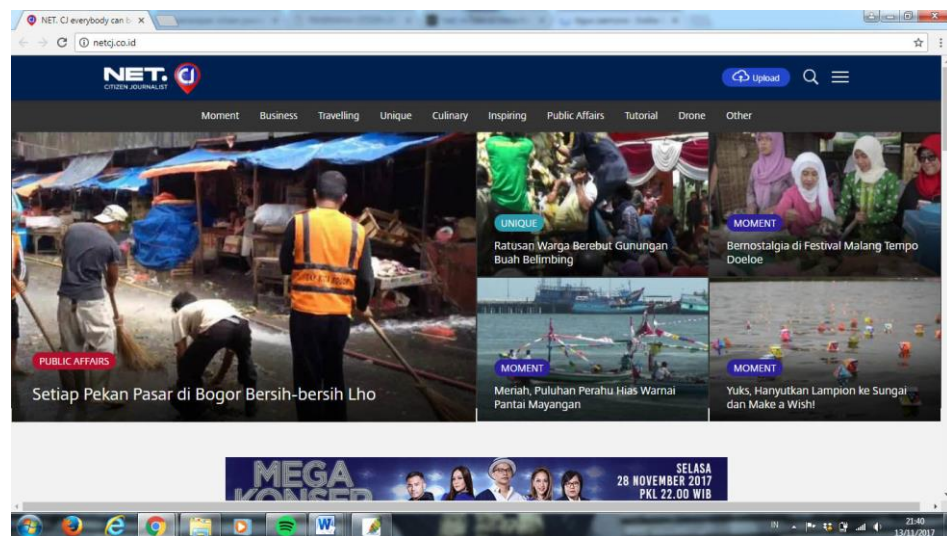 NET. CJ everybody can b
netcj.co.id
NET. CJ
CITIZEN JOURNALIST
Upload
Moment Business Travelling Unique Culinary Inspiring Public Affairs Tutorial Drone Other
PUBLIC AFFAIRS
Setiap Pekan Pasar di Bogor Bersih-bersih Lho
UNIQUE
Ratusan Warga Berebut Gunungan
Buah Belimbing
MOMENT
Bernostalgia di Festival Malang Tempo
Doeloe
MOMENT
Meriah, Puluhan Perahu Hias Warnai
Pantai Mayangan
MOMENT
Yuks, Hanyutkan Lampion ke Sungai
dan Make a Wish!
MEGA
KONSER
SELASA
28 NOVEMBER 2017
PKL 22.00 WIB
IN
21:40
13/11/2017